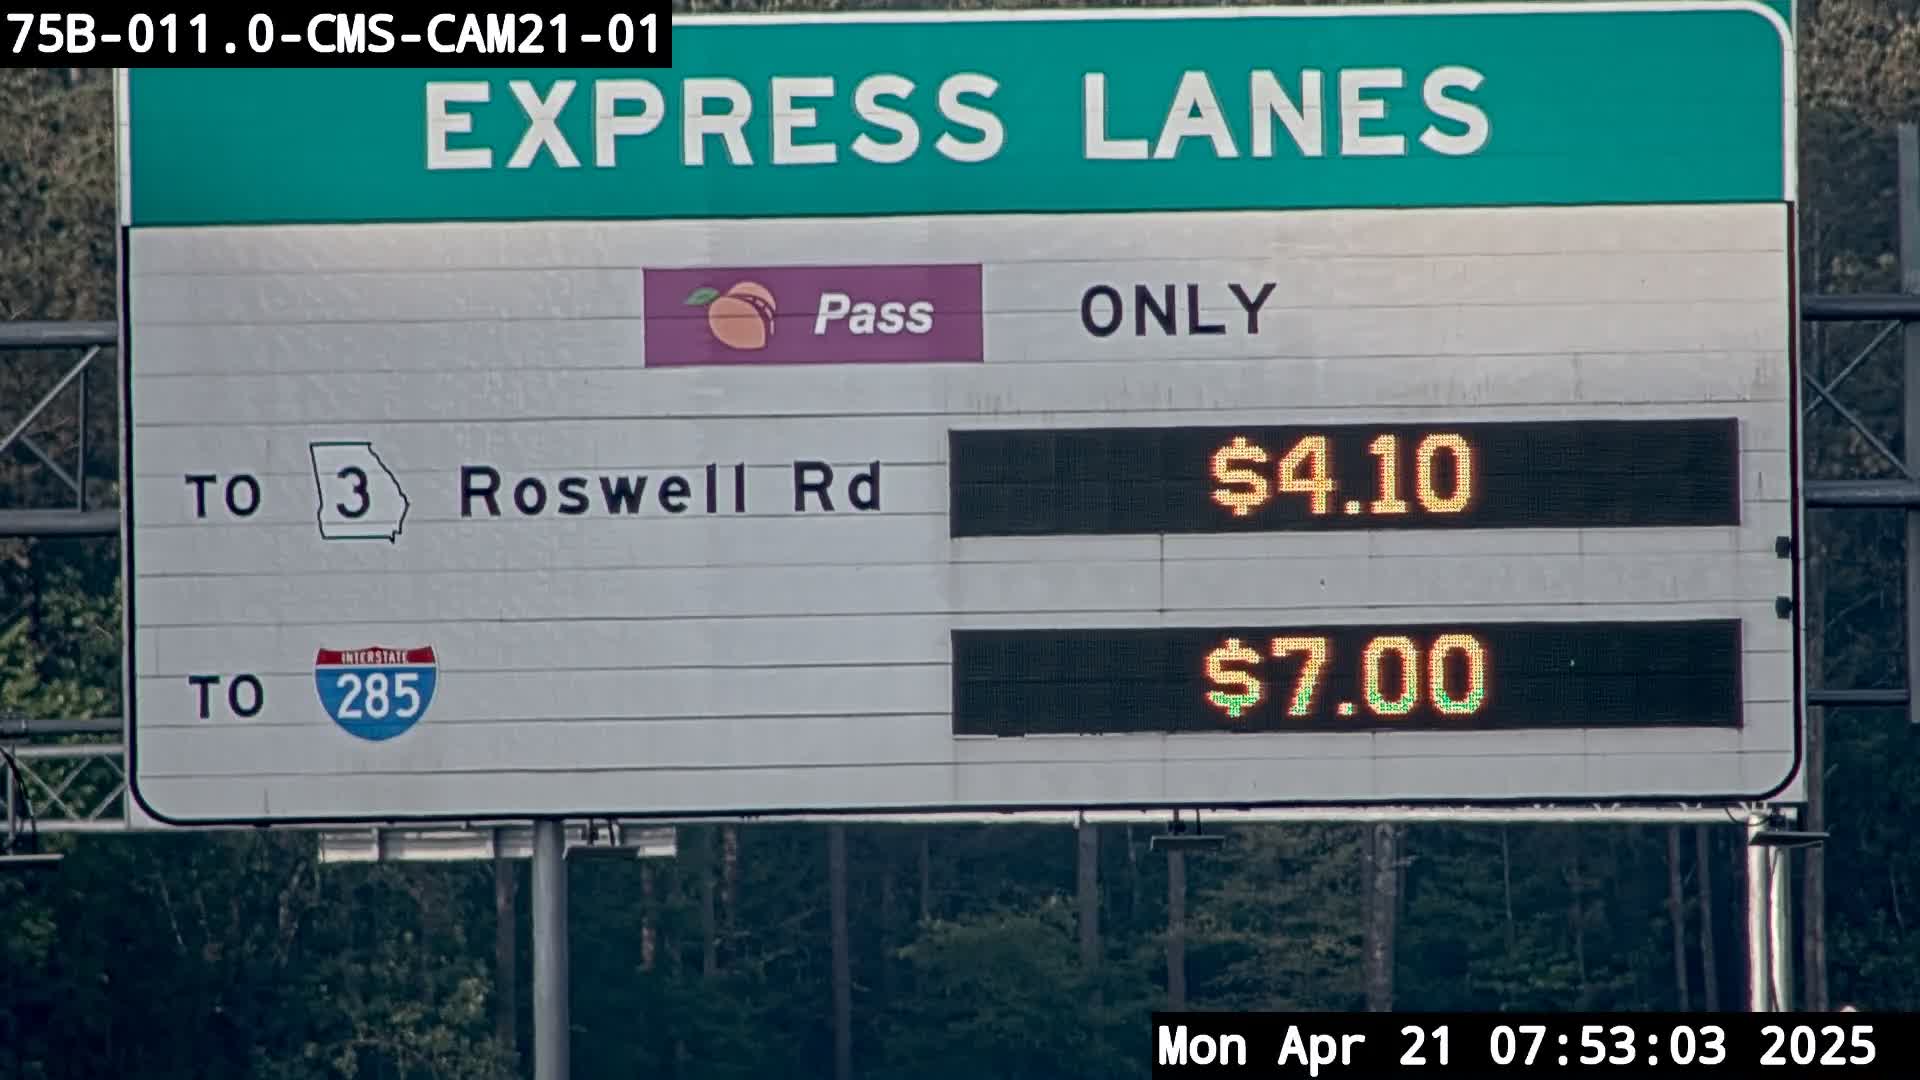 75B-011.0-CMS-CAM21-01
EXPRESS LANES
Pass ONLY
TO 3 Roswell Rd $4.10
INTERSTATE
TO 285 $7.00
Mon Apr 21 07:53:03 2025